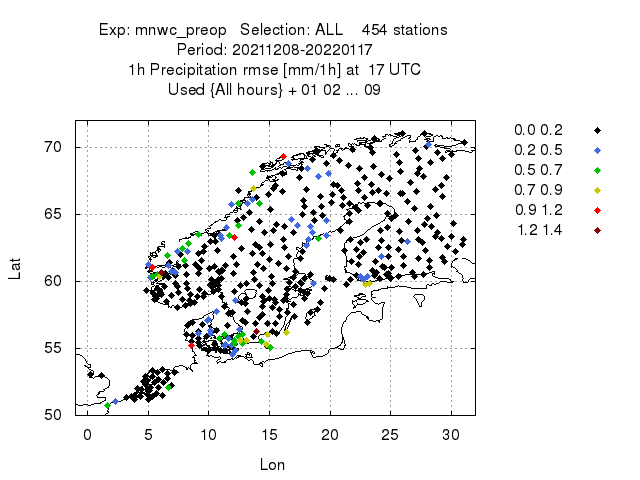 Exp: mnwc_preop   Selection: ALL    454 stations
Period: 20211208-20220117
1h Precipitation rmse [mm/1h] at  17 UTC
Used {All hours} + 01 02 ... 09
0.0 0.2
0.2 0.5
0.5 0.7
0.7 0.9
0.9 1.2
1.2 1.4
70
65
60
55
50
Lat
0 5 10 15 20 25 30
Lon